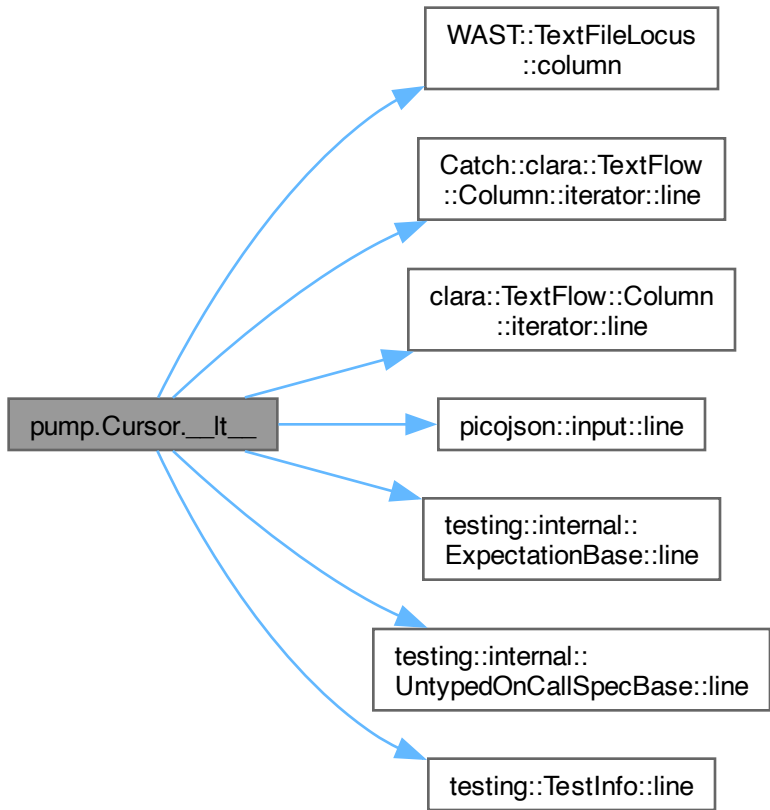 WAST::TextFileLocus
::column
Catch::clara::TextFlow
::Column::iterator::line
clara::TextFlow::Column
::iterator::line
pump.Cursor.__lt__
picojson::input::line
testing::internal::
ExpectationBase::line
testing::internal::
UntypedOnCallSpecBase::line
testing::TestInfo::line